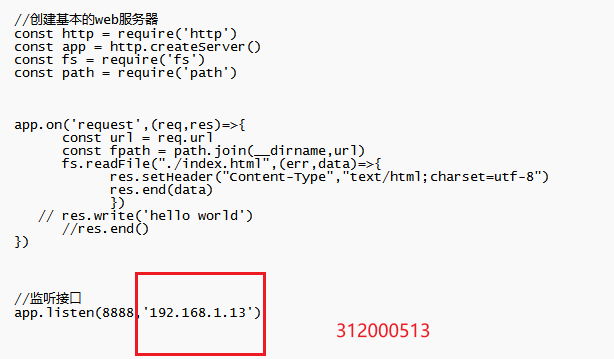 //创建基本的web服务器
const http = require('http')
const app = http.createServer()
const fs = require('fs')
const path = require('path')
app.on('request',(req,res)=>{
const url = req.url
const fpath = path.join(__dirname,url)
fs.readFile("./index.html",(err,data)=>{
res.setHeader("Content-Type","text/html;charset=utf-8")
res.end(data)
})
// res.write('hello world')
//res.end()
})
//监听接口
app.listen(8888,'192.168.1.13')
312000513